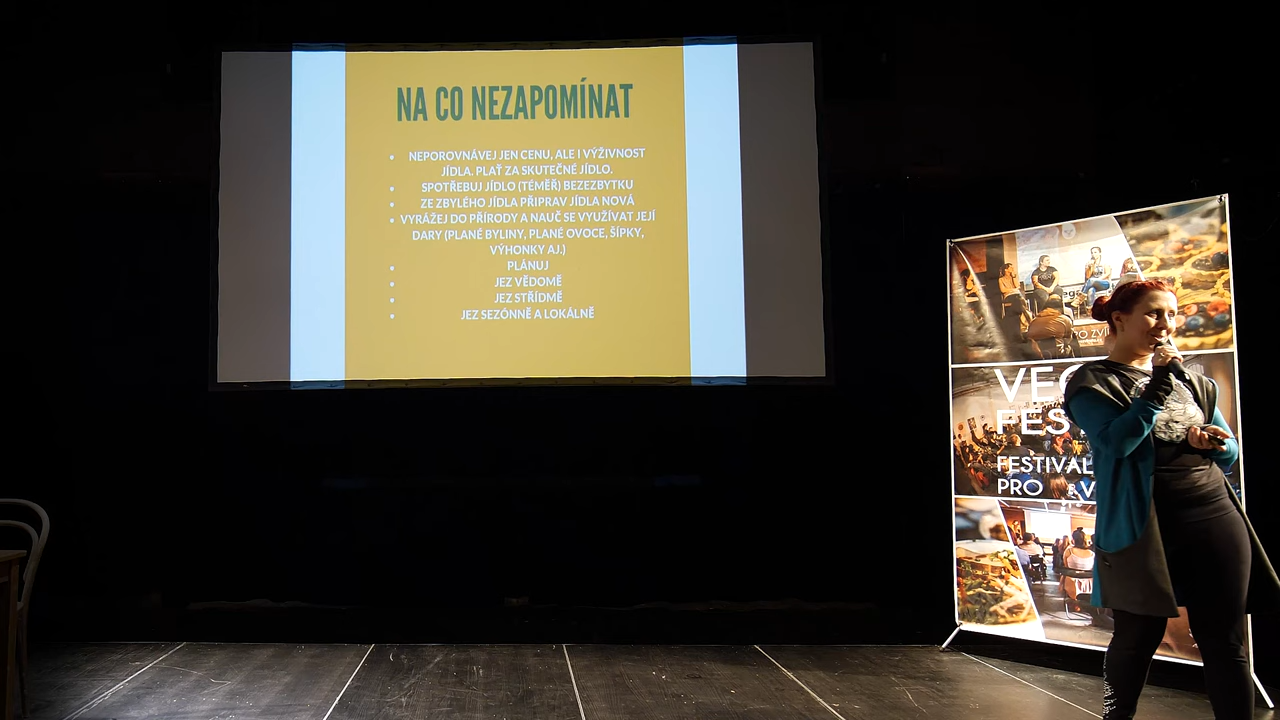 NA CO NEZAPOMÍNAT
• NEPOROVNÁVEJ JEN CENU, ALE I VÝŽIVNOST
JÍDLA. PLAŤ ZA SKUTEČNÉ JÍDLO.
• SPOTŘEBUJ JÍDLO (TÉMĚŘ) BEZEZBYTKU
• ZE ZBYLÉHO JÍDLA PŘIPRAV JÍDLA NOVÁ
• VYRÁŽEJ DO PŘÍRODY A NAUČ SE VYUŽÍVAT JEJÍ
DARY (PLANÉ BYLINY, PLANÉ OVOCE, ŠÍPKY,
VÝHONKY AJ.)
• PLÁNUJ
• JEZ VĚDOMĚ
• JEZ STŘÍDMĚ
• JEZ SEZÓNNĚ A LOKÁLNĚ
VEG
FES
FESTIVAL
PRO